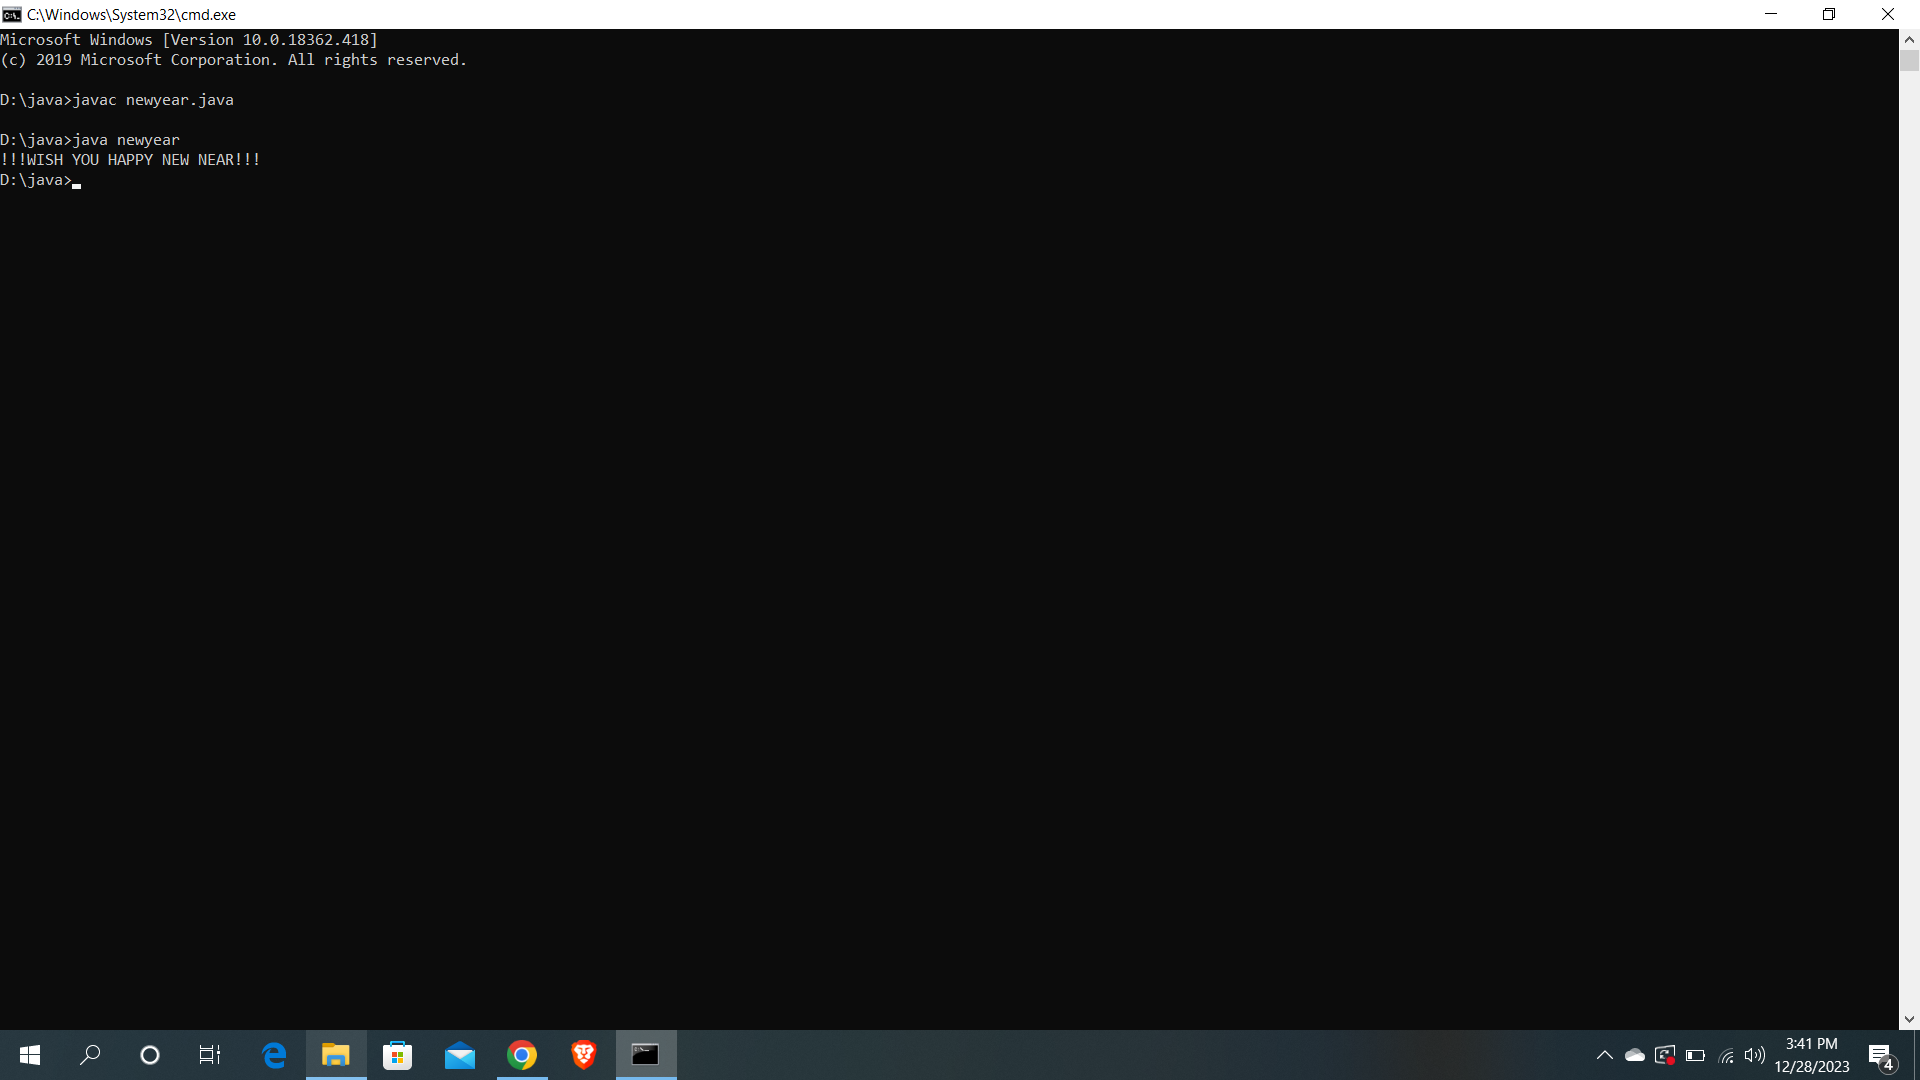 C:\Windows\System32\cmd.exe
Microsoft Windows [Version 10.0.18362.418]
(c) 2019 Microsoft Corporation. All rights reserved.
D:\java>javac newyear.java
D:\java>java newyear
!!!WISH YOU HAPPY NEW NEAR!!!
D:\java>
3:41 PM
12/28/2023
4